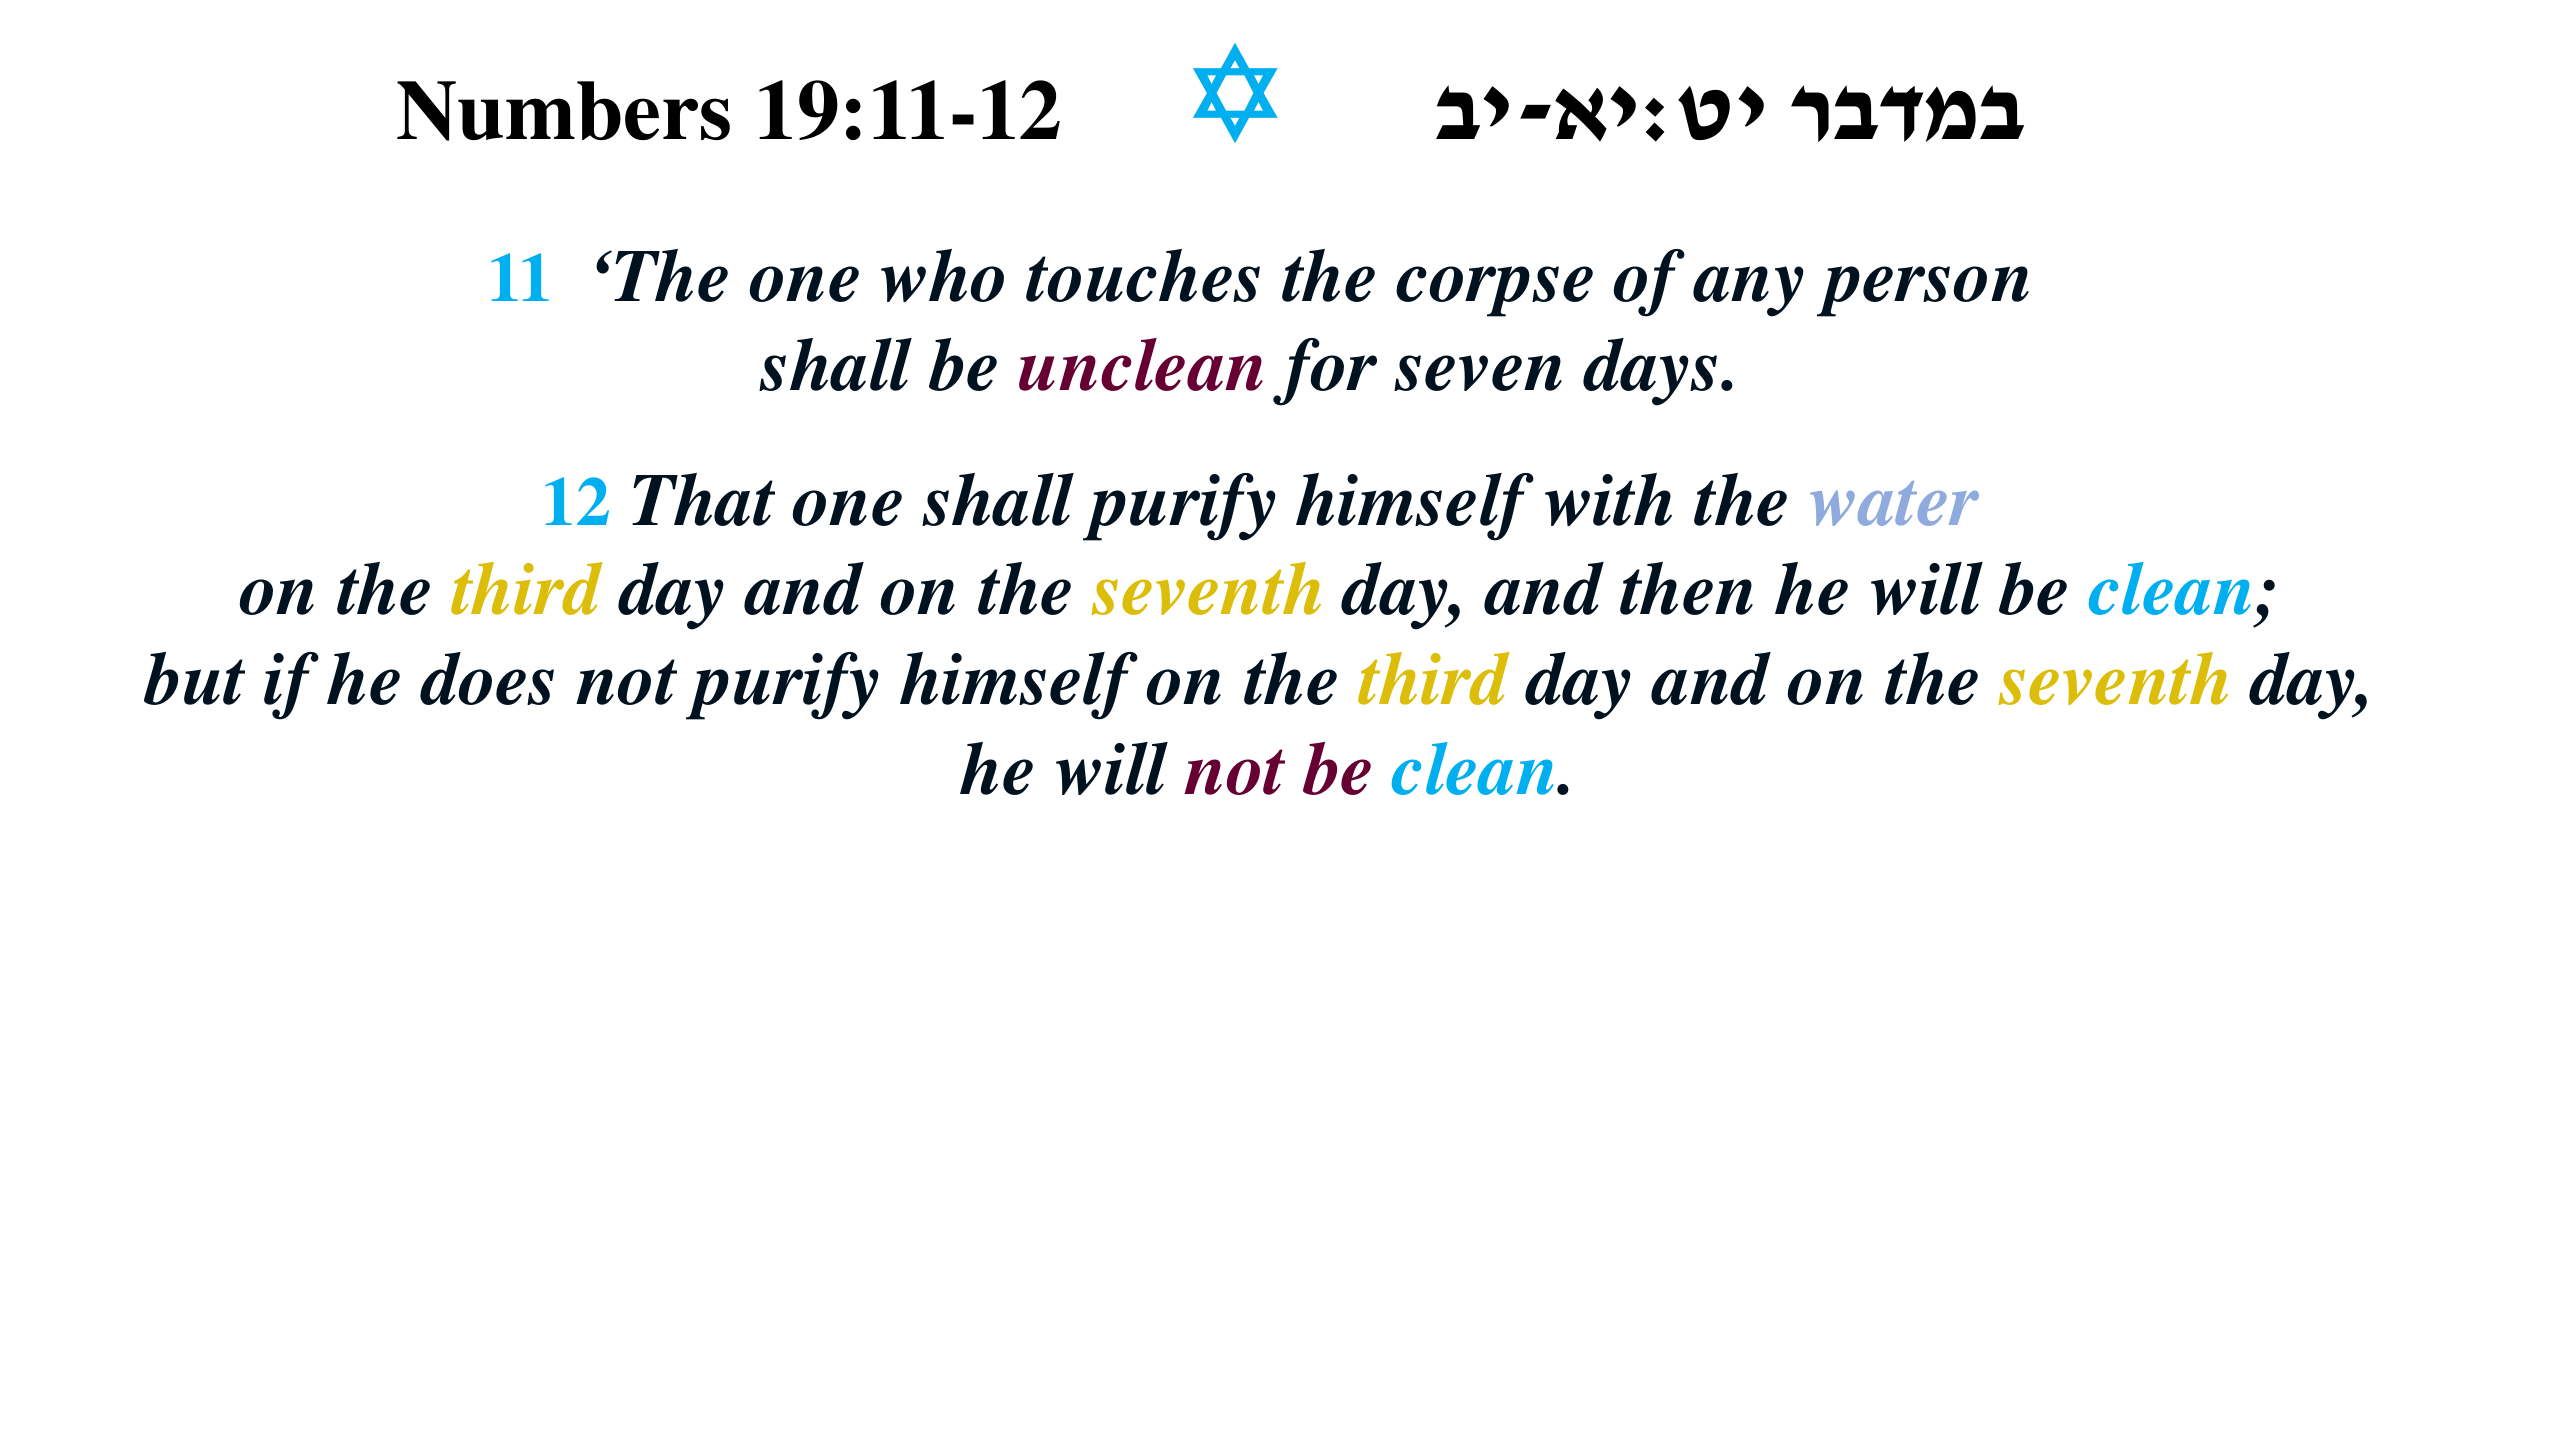 Numbers 19:11-12 ✡ במדבר יט:יא-יב
11 ‘The one who touches the corpse of any person
shall be unclean for seven days.
12 That one shall purify himself with the water
on the third day and on the seventh day, and then he will be clean;
but if he does not purify himself on the third day and on the seventh day,
he will not be clean.